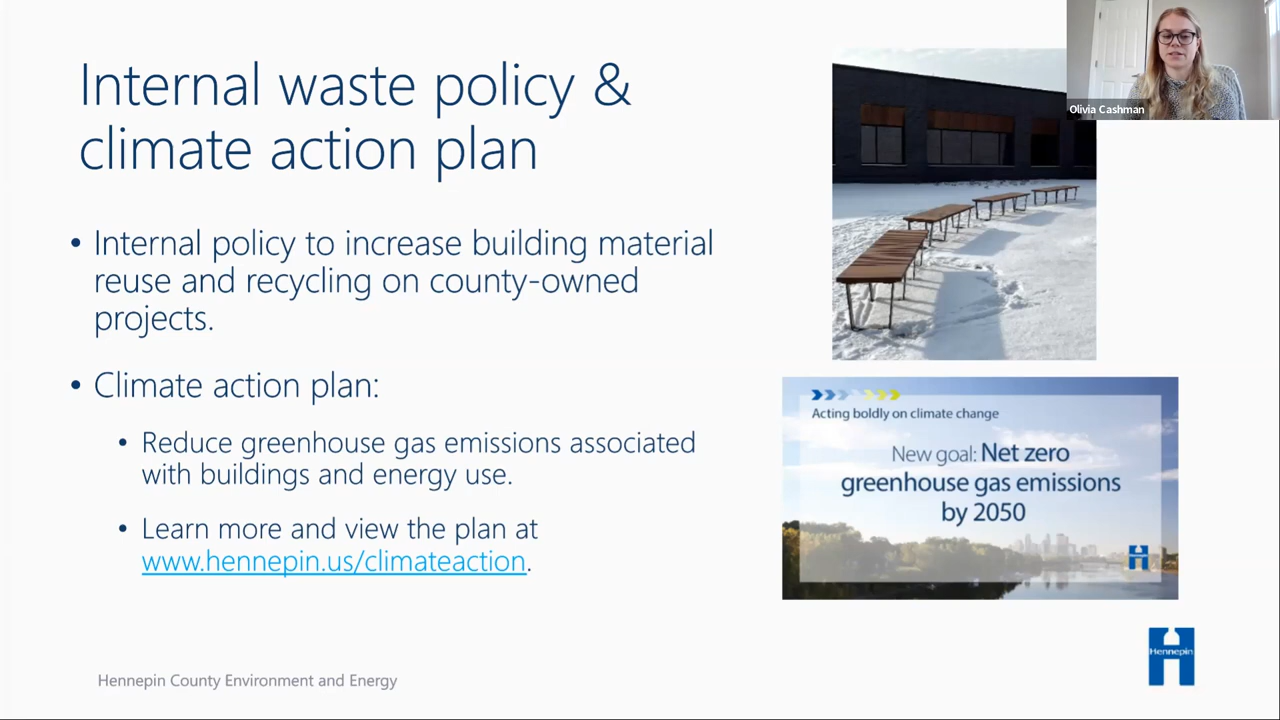 Internal waste policy &
climate action plan
• Internal policy to increase building material
reuse and recycling on county-owned
projects.
• Climate action plan:
• Reduce greenhouse gas emissions associated
with buildings and energy use.
• Learn more and view the plan at
www.hennepin.us/climateaction.
Olivia Cashman
Acting boldly on climate change
New goal: Net zero
greenhouse gas emissions
by 2050
Hennepin County Environment and Energy
Hennepin